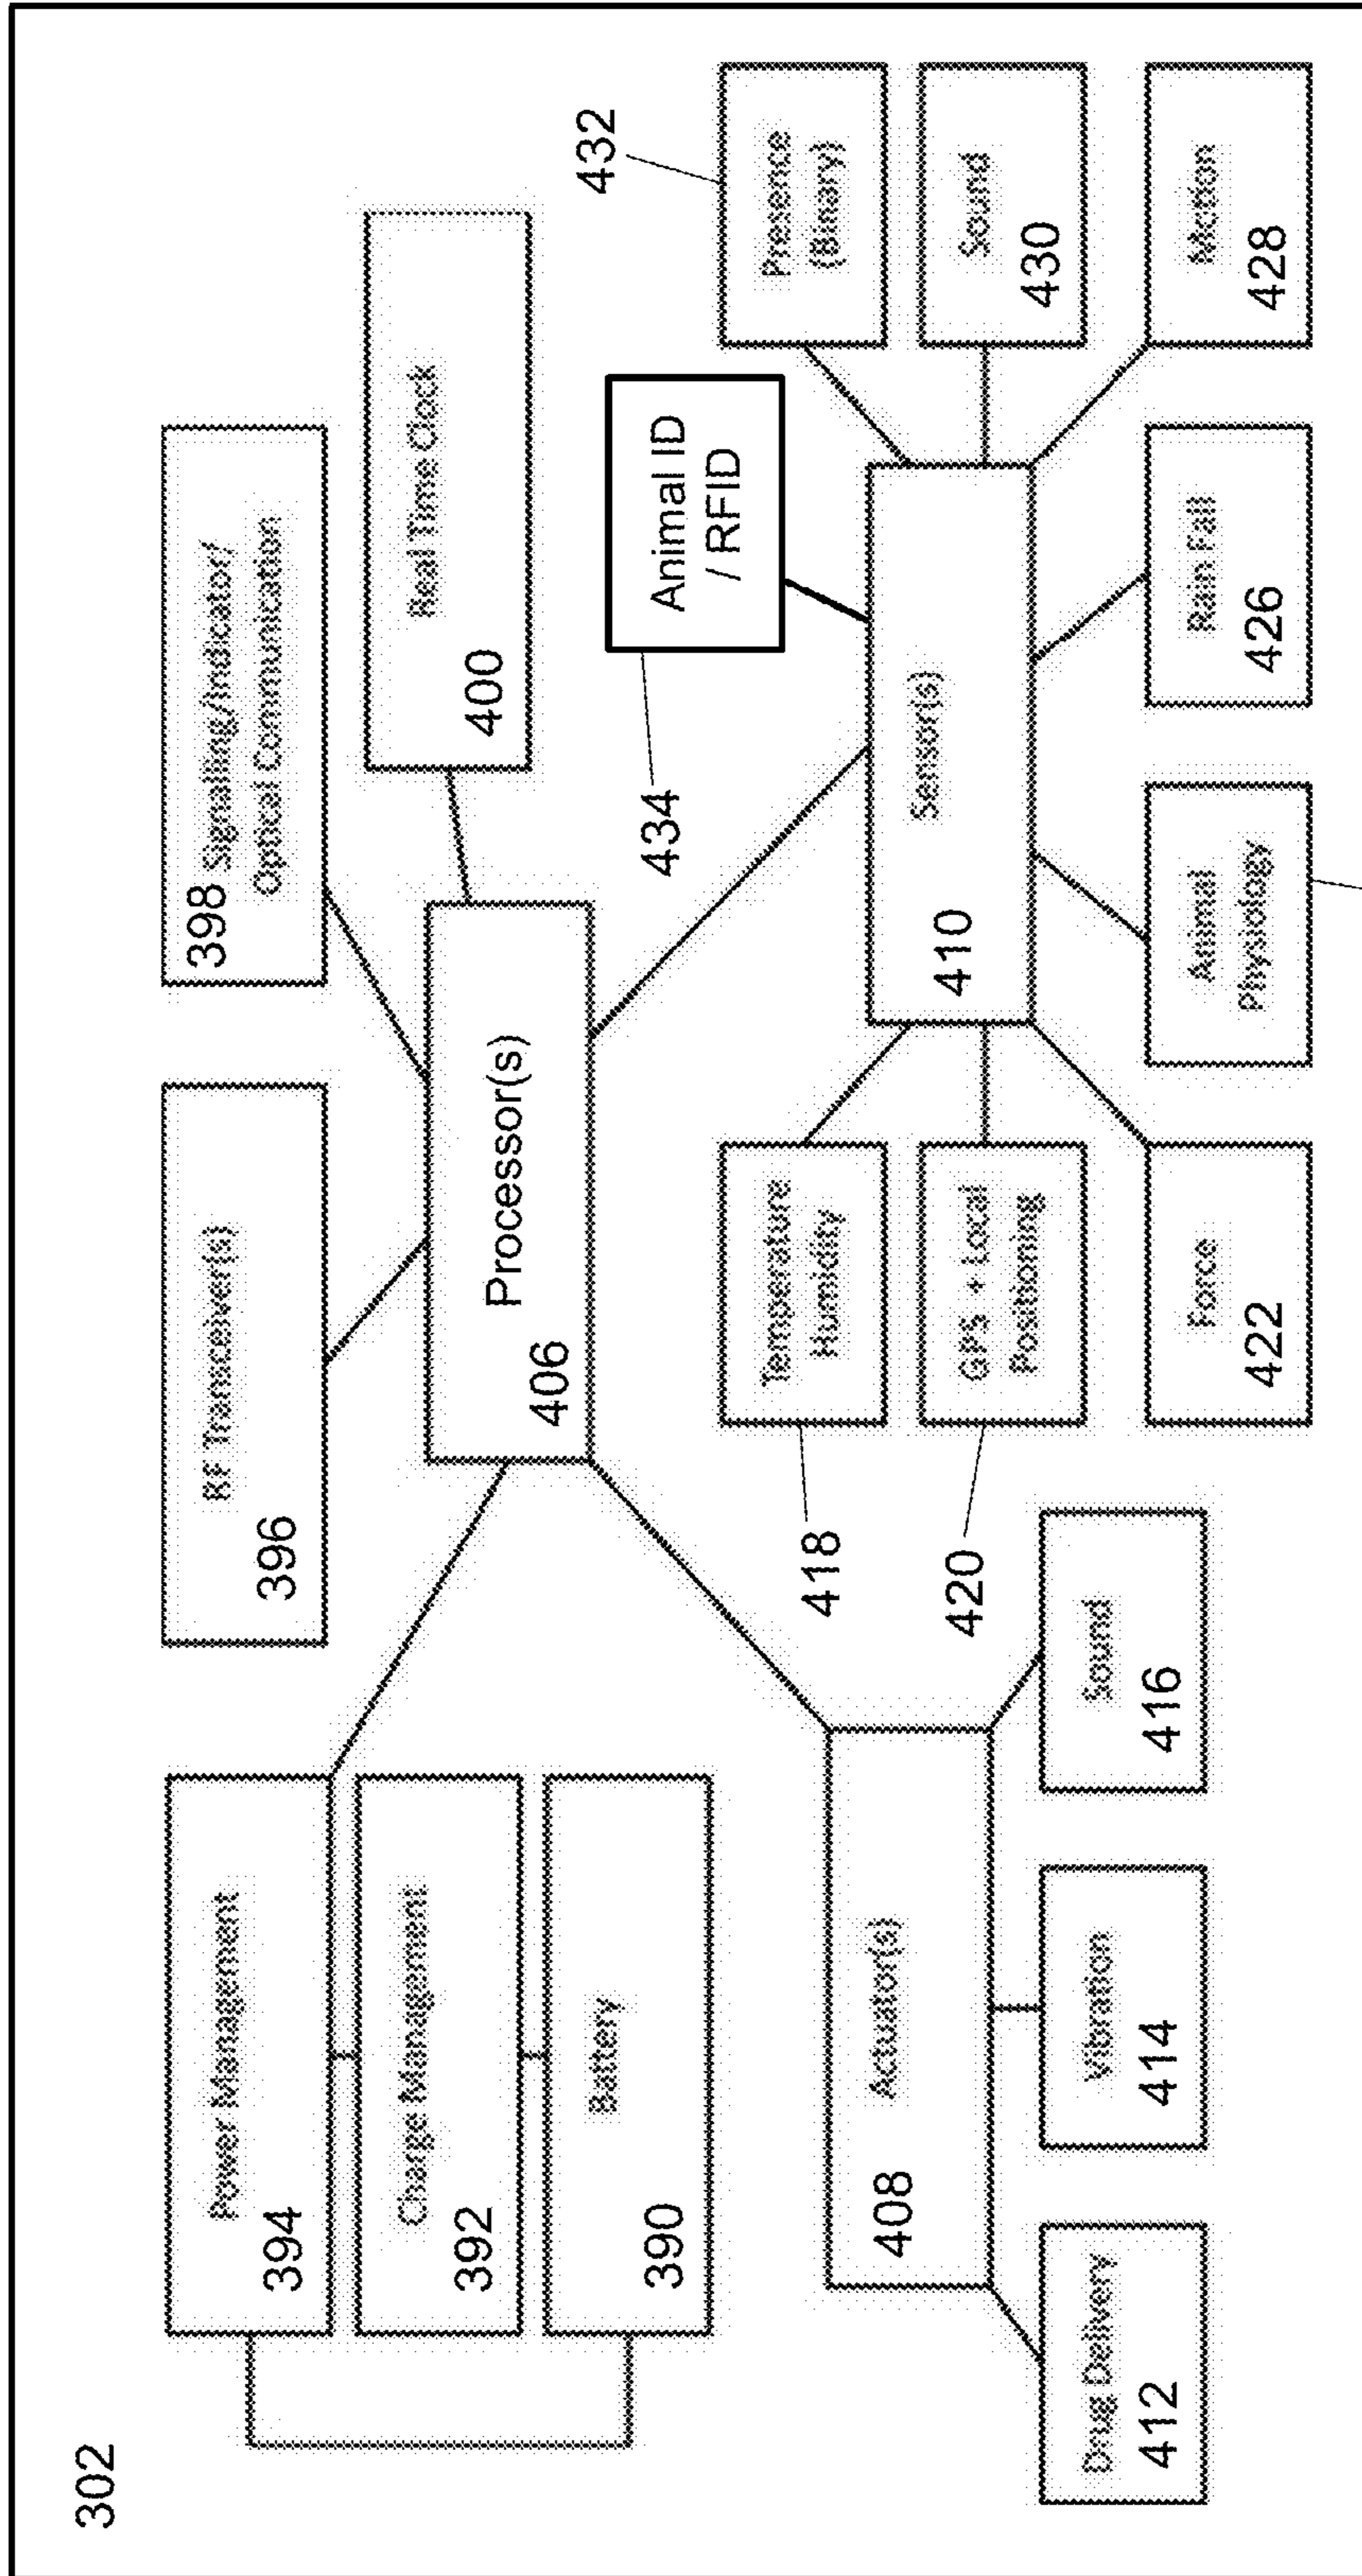 302
Power Management
394
Charge Management
392
Battery
390
RF Transceiver(s)
396
398 Signalling/Indicator/
Optical Communication
Real Time Clock
400
Processor(s)
406
Actuator(s)
408
Drug Delivery
412
Vibration
414
Sound
416
Sensor(s)
410
Animal ID
/ RFID
434
Temperature
Humidity
418
GPS + Local
Positioning
420
Force
422
Animal
Physiology
Rain Fall
426
Motion
428
Sound
430
Presence
(Binary)
432